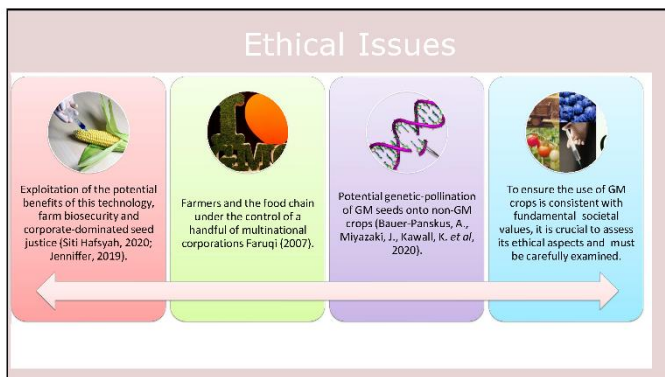 Ethical Issues
Exploitation of the potential
benefits of this technology,
farm biosecurity and
corporate-dominated seed
justice (Siti Hafsyah, 2020;
Jenniffer, 2019).
Farmers and the food chain
under the control of a
handful of multinational
corporations Faruqi (2007).
Potential genetic-pollination
of GM seeds onto non-GM
crops (Bauer-Panskus, A.,
Miyazaki, J., Kawall, K. et al,
2020).
To ensure the use of GM
crops is consistent with
fundamental societal
values, it is crucial to assess
its ethical aspects and must
be carefully examined.